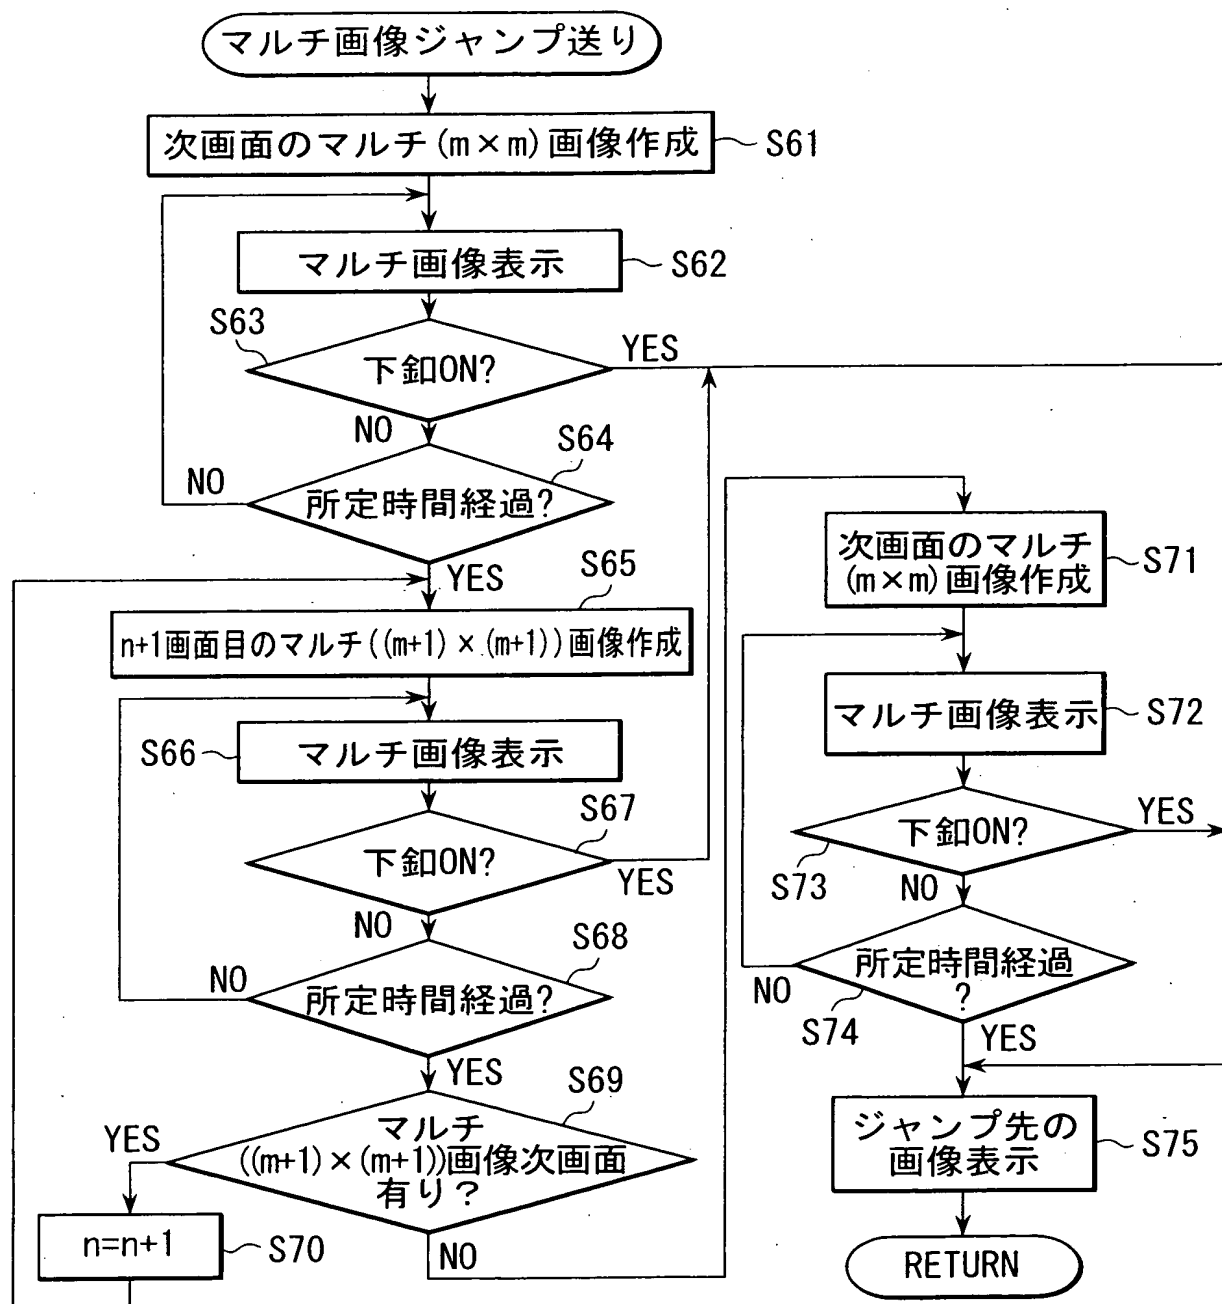 マルチ画像ジャンプ送り
次画面のマルチ(m×m)画像作成
S61
マルチ画像表示
S62
S63
下釦ON?
YES
NO
S64
所定時間経過?
NO
YES
S65
n+1画面目のマルチ((m+1)×(m+1))画像作成
S66
マルチ画像表示
S67
下釦ON?
YES
NO
S68
所定時間経過?
NO
YES
S69
マルチ
((m+1)×(m+1))画像次画面
有り?
YES
NO
n=n+1
S70
次画面のマルチ
(m×m)画像作成
S71
マルチ画像表示
S72
下釦ON?
YES
S73
NO
所定時間経過
?
NO
S74
YES
ジャンプ先の
画像表示
S75
RETURN